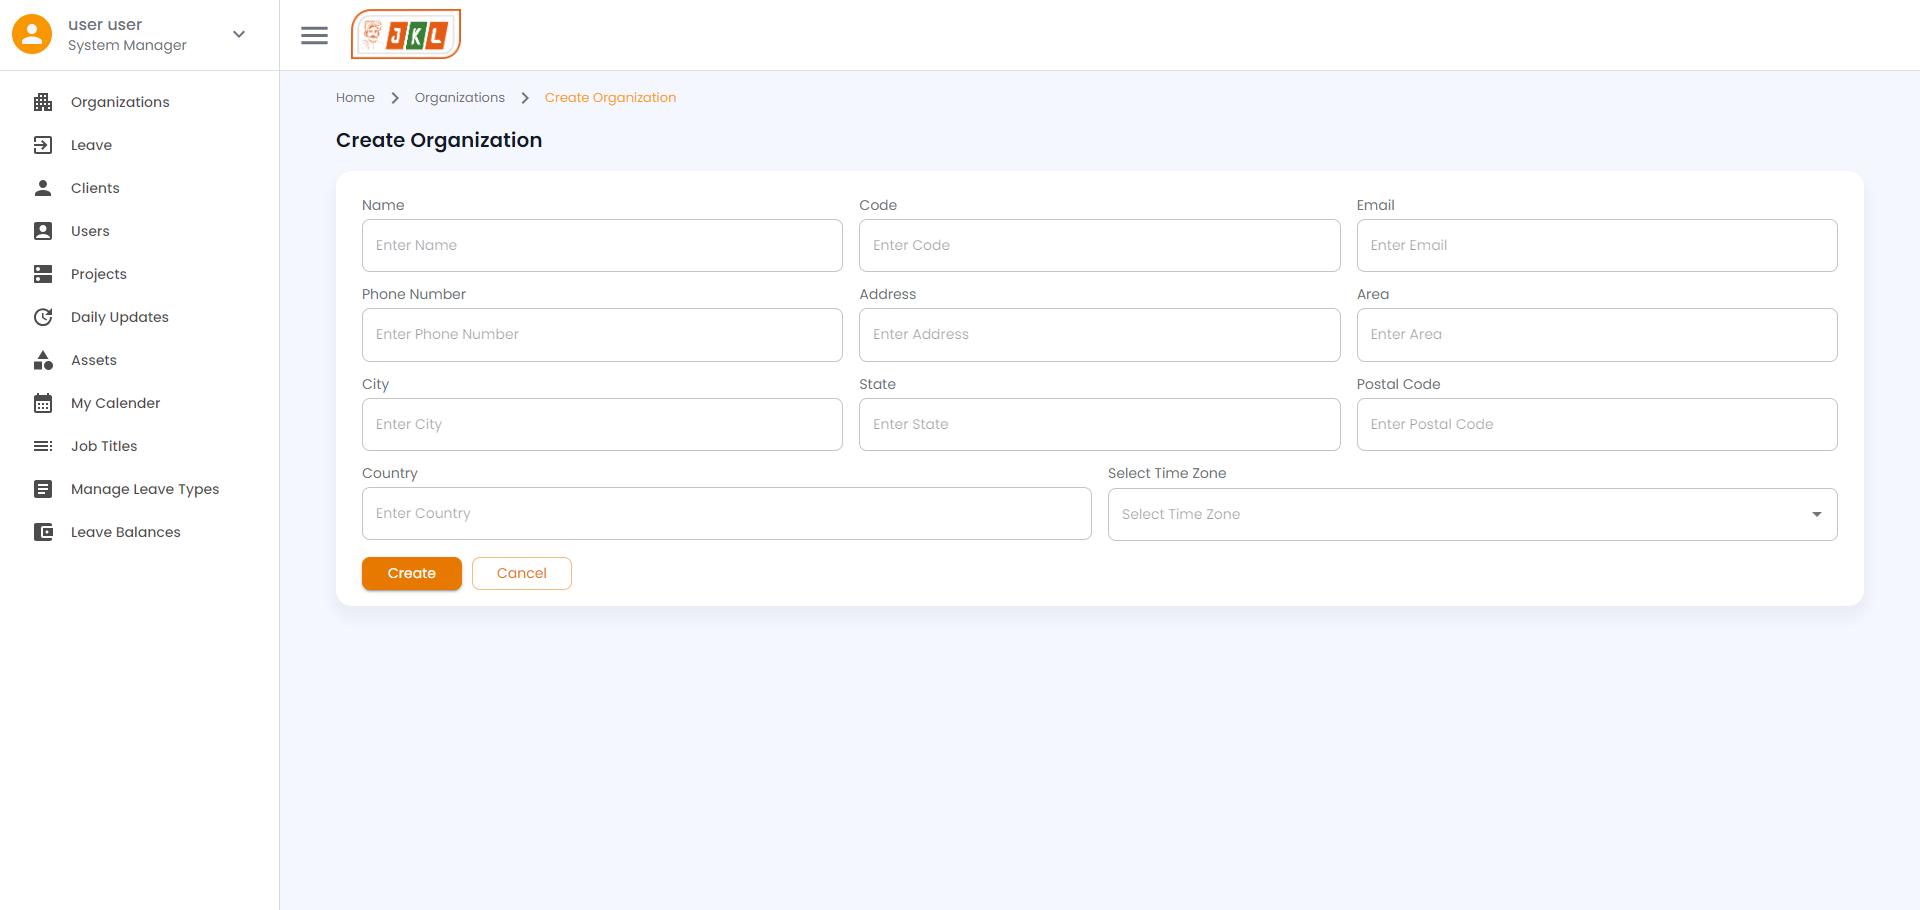 user user
System Manager
JKL
Organizations
Leave
Clients
Users
Projects
Daily Updates
Assets
My Calender
Job Titles
Manage Leave Types
Leave Balances
Home > Organizations > Create Organization
Create Organization
Name Code Email
Enter Name Enter Code Enter Email
Phone Number Address Area
Enter Phone Number Enter Address Enter Area
City State Postal Code
Enter City Enter State Enter Postal Code
Country Select Time Zone
Enter Country Select Time Zone
Create Cancel